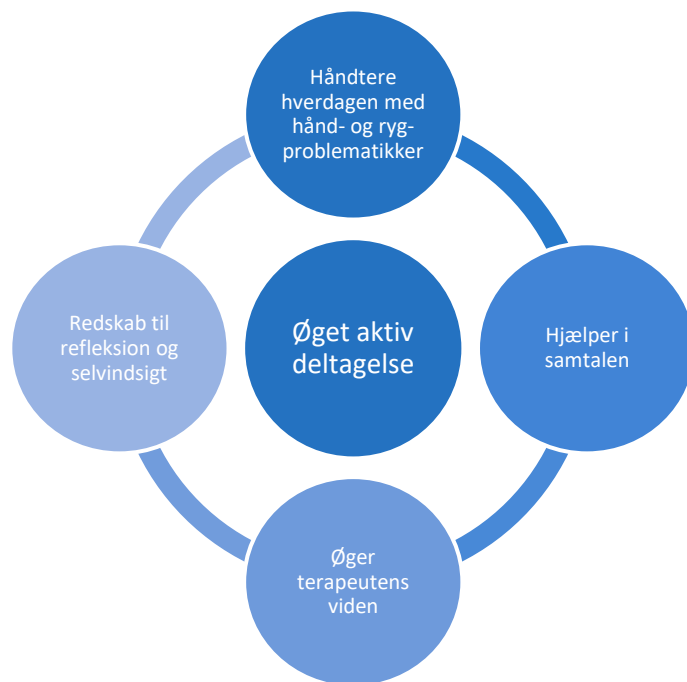 Håndtere
hverdagen med
hånd- og ryg-
problematikker
Redskab til
refleksion og
selvindsigt
Øget aktiv
deltagelse
Hjælper i
samtalen
Øger
terapeutens
viden